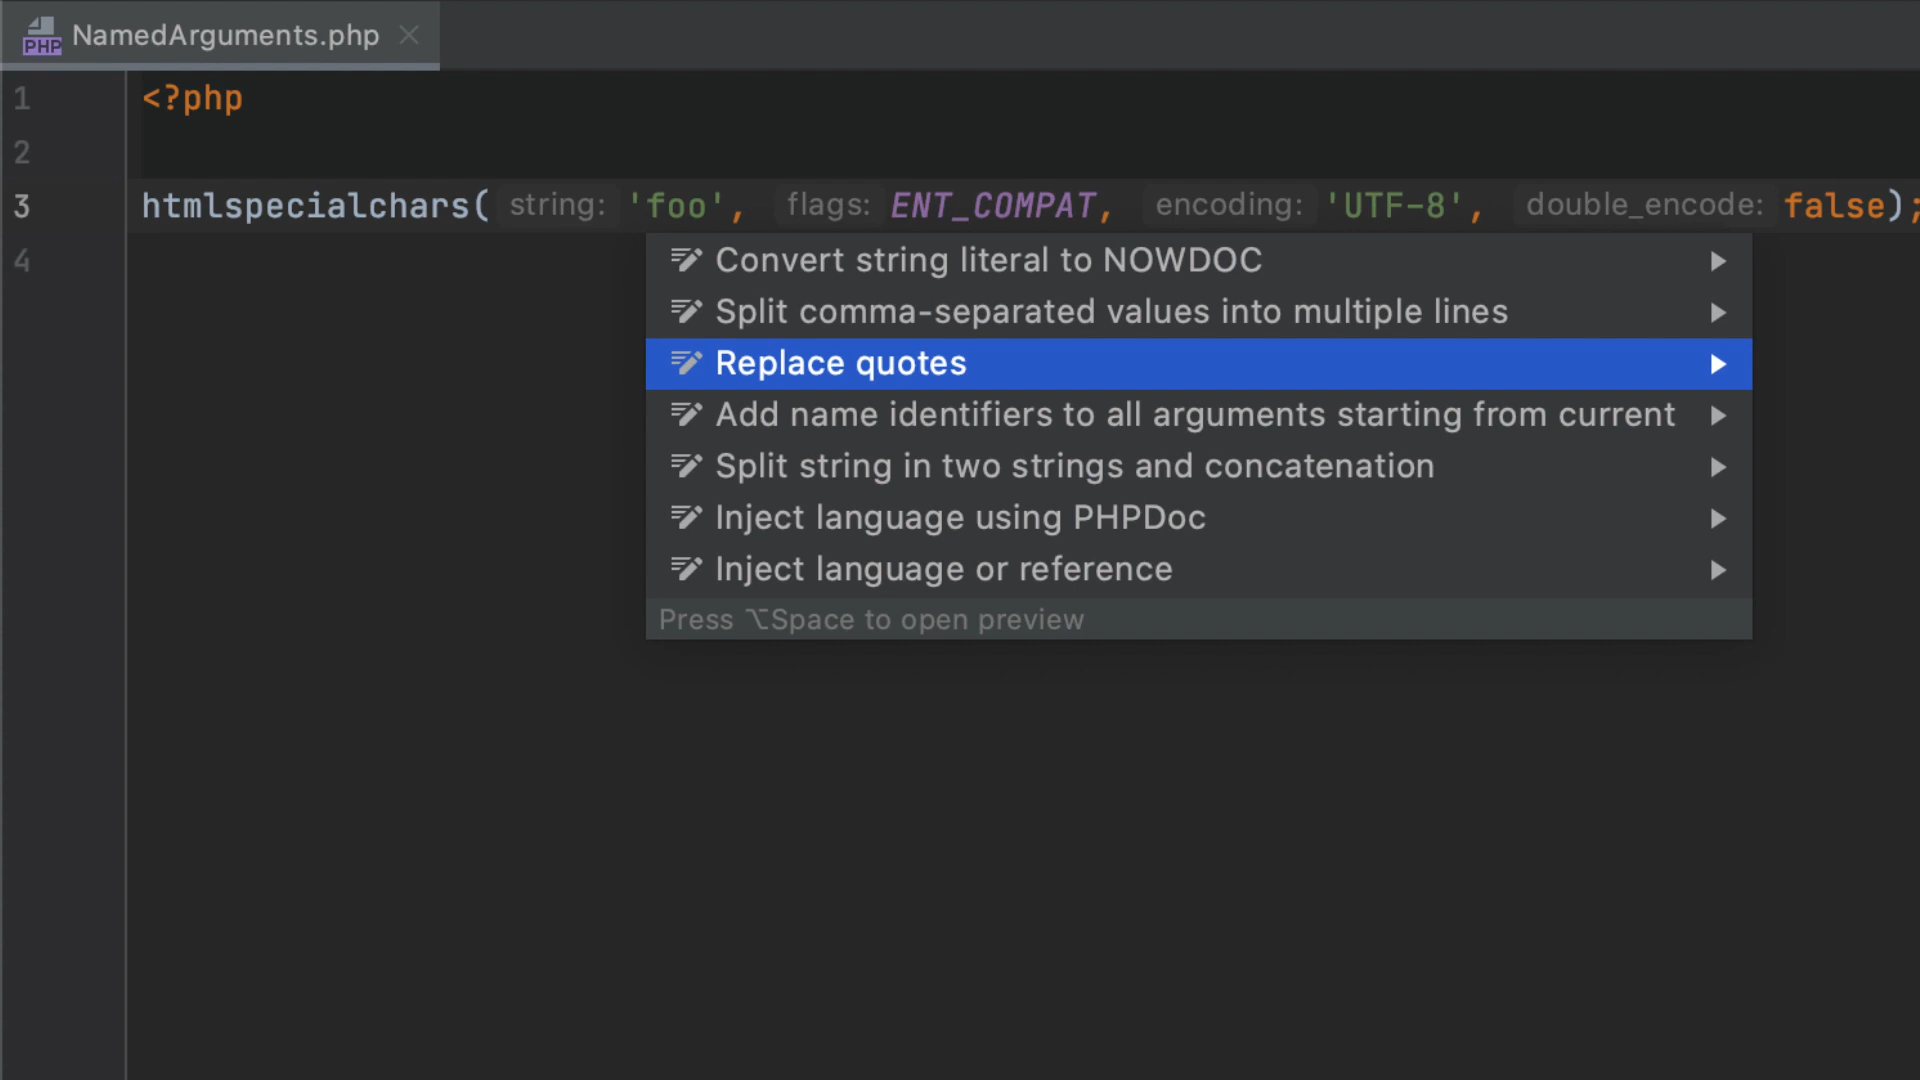 PHP NamedArguments.php
1 <?php
2
3 htmlspecialchars( string: 'foo', flags: ENT_COMPAT, encoding: 'UTF-8', double_encode: false);
4
Convert string literal to NOWDOC
Split comma-separated values into multiple lines
Replace quotes
Add name identifiers to all arguments starting from current
Split string in two strings and concatenation
Inject language using PHPDoc
Inject language or reference
Press ⌥Space to open preview